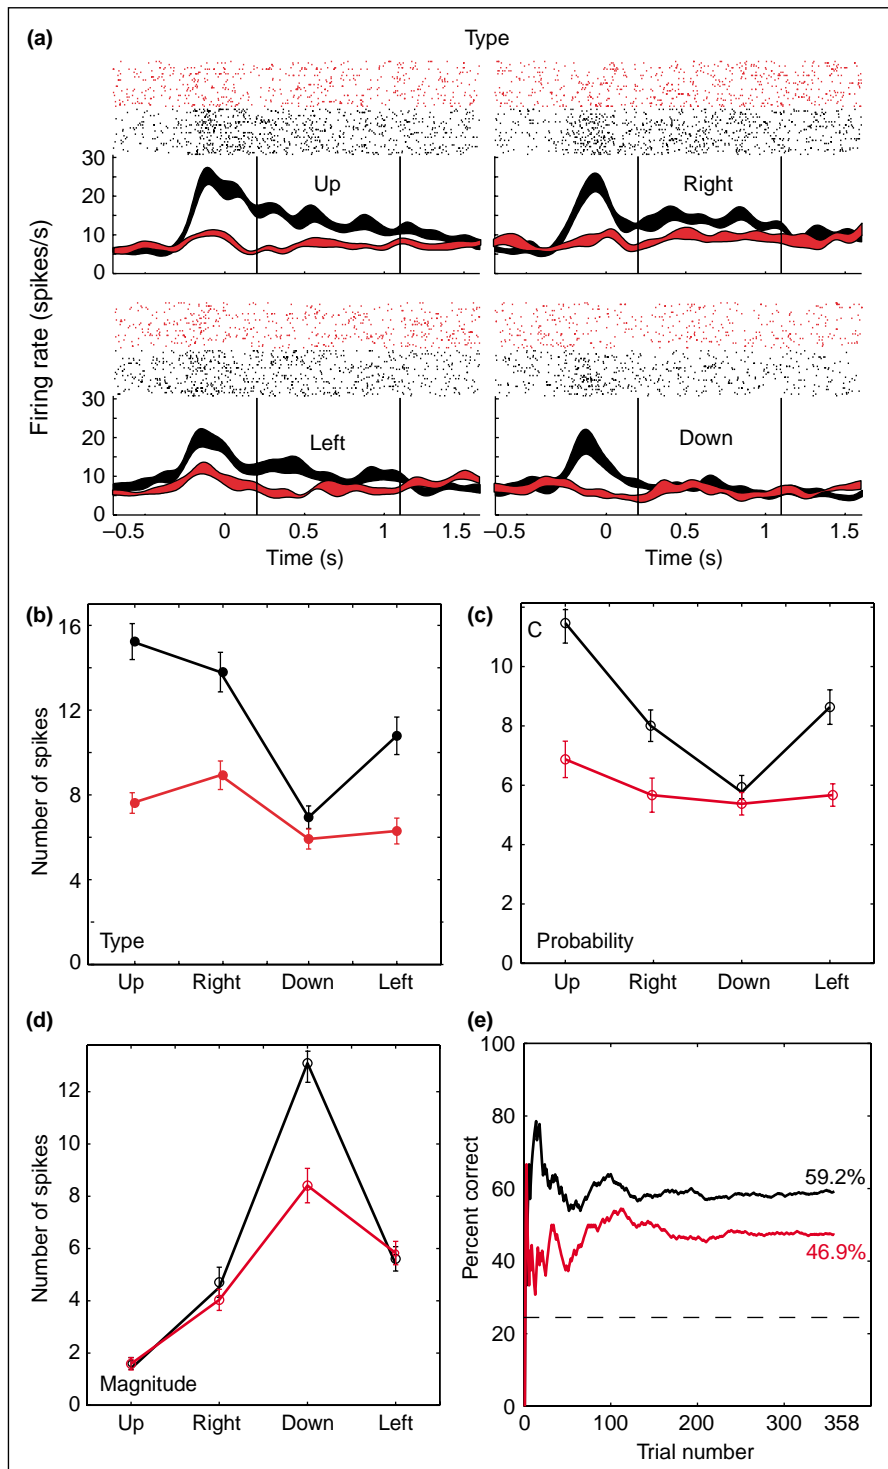 (a)
Type
Firing rate (spikes/s)
30
20
10
0
Up
Right
30
20
10
0
Left
Down
–0.5 0 0.5 1 1.5
–0.5 0 0.5 1 1.5
Time (s)
Time (s)
(b)
Number of spikes
16
12
8
4
0
Type
Up Right Down Left
(c)
C
10
8
6
4
2
0
Probability
Up Right Down Left
(d)
Number of spikes
12
10
8
6
4
2
0
Magnitude
Up Right Down Left
(e)
Percent correct
100
80
60
40
20
0
59.2%
46.9%
0 100 200 300 358
Trial number